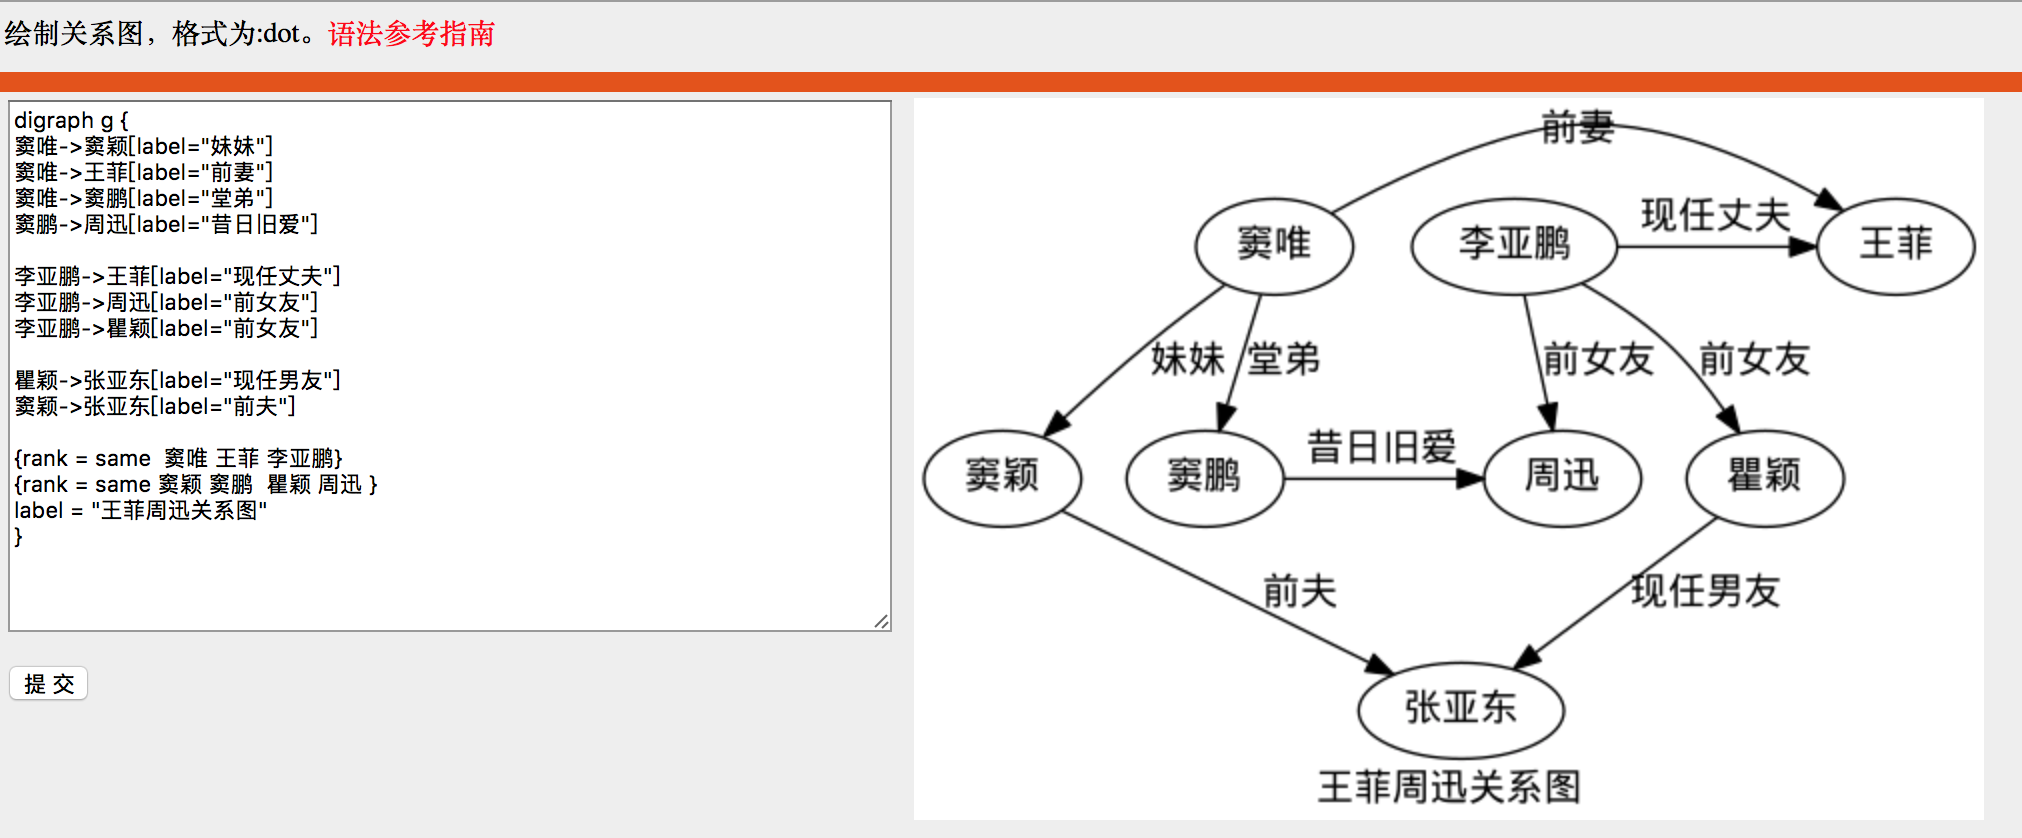 绘制关系图，格式为:dot。语法参考指南
digraph g {
窦唯->窦颖[label="妹妹"]
窦唯->王菲[label="前妻"]
窦唯->窦鹏[label="堂弟"]
窦鹏->周迅[label="昔日旧爱"]
李亚鹏->王菲[label="现任丈夫"]
李亚鹏->周迅[label="前女友"]
李亚鹏->瞿颖[label="前女友"]
瞿颖->张亚东[label="现任男友"]
窦颖->张亚东[label="前夫"]
{rank = same  窦唯 王菲 李亚鹏}
{rank = same 窦颖 窦鹏  瞿颖 周迅 }
label = "王菲周迅关系图"
}
提 交
前妻
现任丈夫
窦唯
李亚鹏
王菲
妹妹
堂弟
前女友
前女友
昔日旧爱
窦颖
窦鹏
周迅
瞿颖
前夫
现任男友
张亚东
王菲周迅关系图